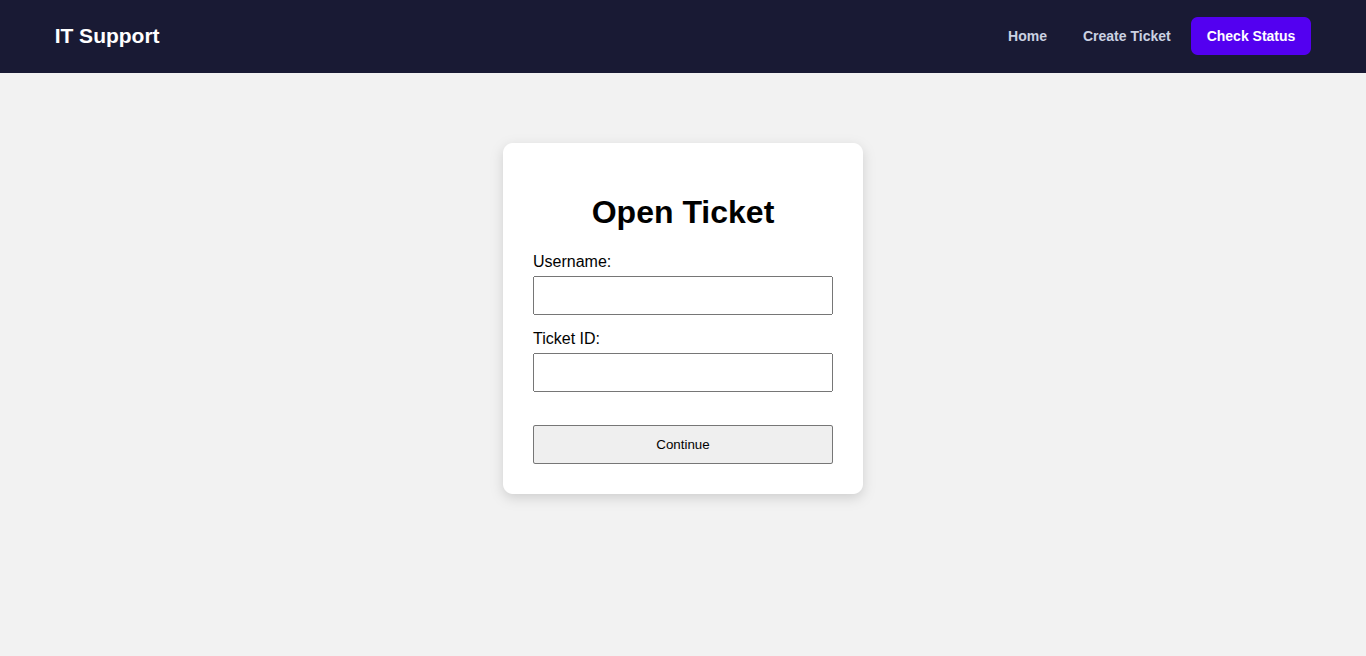 IT Support
Home
Create Ticket
Check Status
Open Ticket
Username:
Ticket ID:
Continue